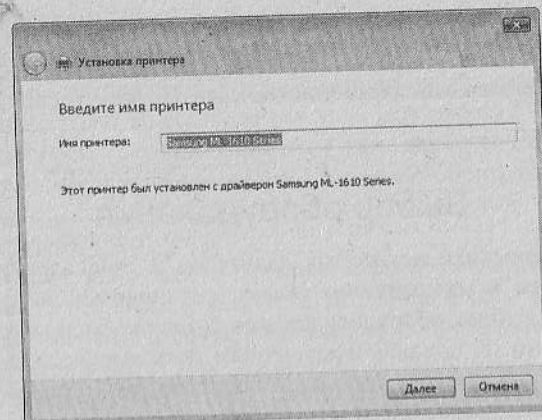 Установка принтера
Введите имя принтера
Имя принтера: Samsung ML-1610 Series
Этот принтер был установлен с драйвером Samsung ML-1610 Series.
Далее Отмена